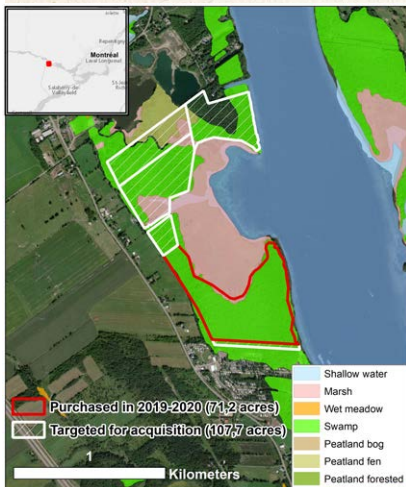 Montréal
Purchased in 2019-2020 (71,2 acres)
Targeted for acquisition (107,7 acres)
1
Kilometers
Shallow water
Marsh
Wet meadow
Swamp
Peatland bog
Peatland fen
Peatland forested